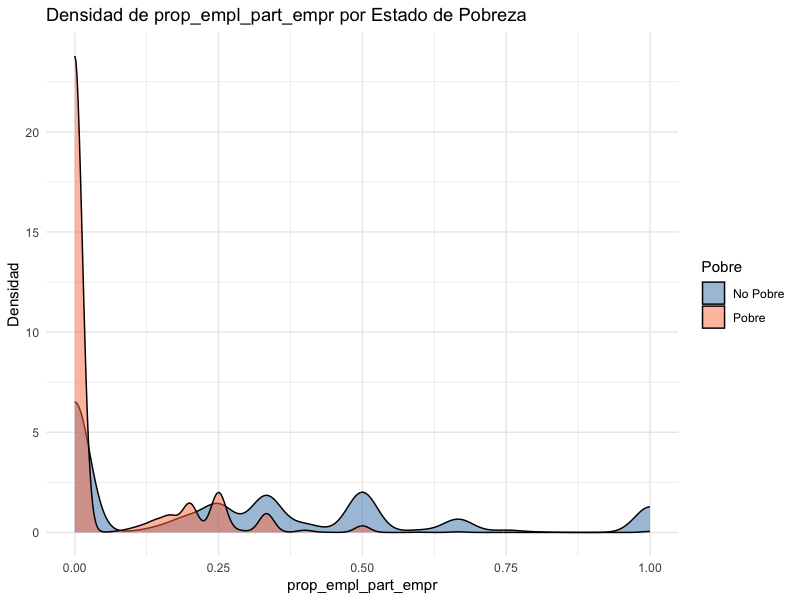 Densidad de prop_empl_part_empr por Estado de Pobreza
Densidad
20
15
10
5
0
0.00 0.25 0.50 0.75 1.00
prop_empl_part_empr
Pobre
No Pobre
Pobre